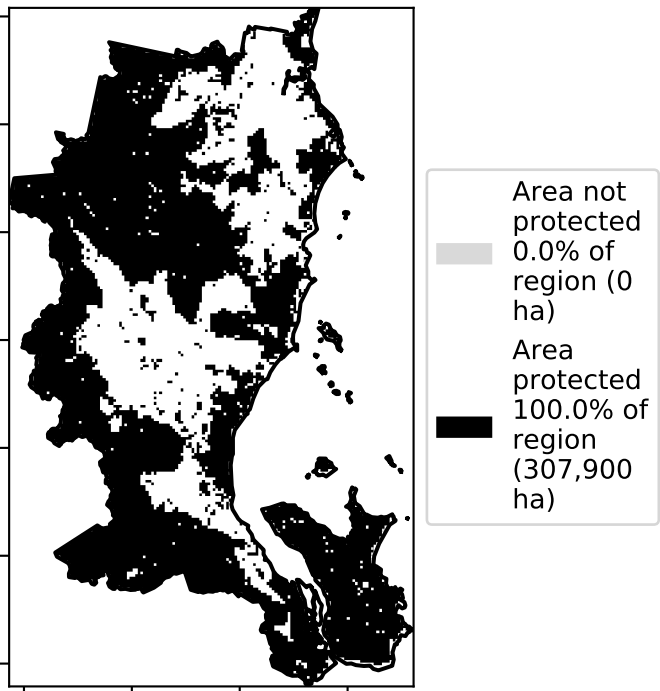 Area not
protected
0.0% of
region (0
ha)
Area
protected
100.0% of
region
(307,900
ha)